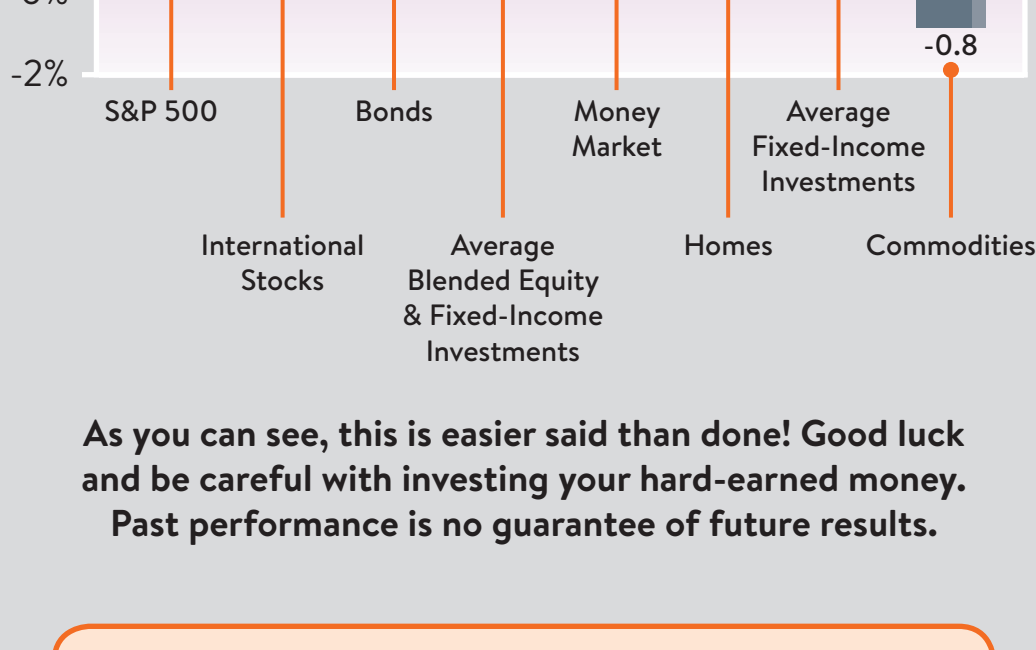 -0.8
-2%
S&P 500
Bonds
Money
Market
Average
Fixed-Income
Investments
International
Stocks
Average
Blended Equity
& Fixed-Income
Investments
Homes
Commodities
As you can see, this is easier said than done! Good luck
and be careful with investing your hard-earned money.
Past performance is no guarantee of future results.